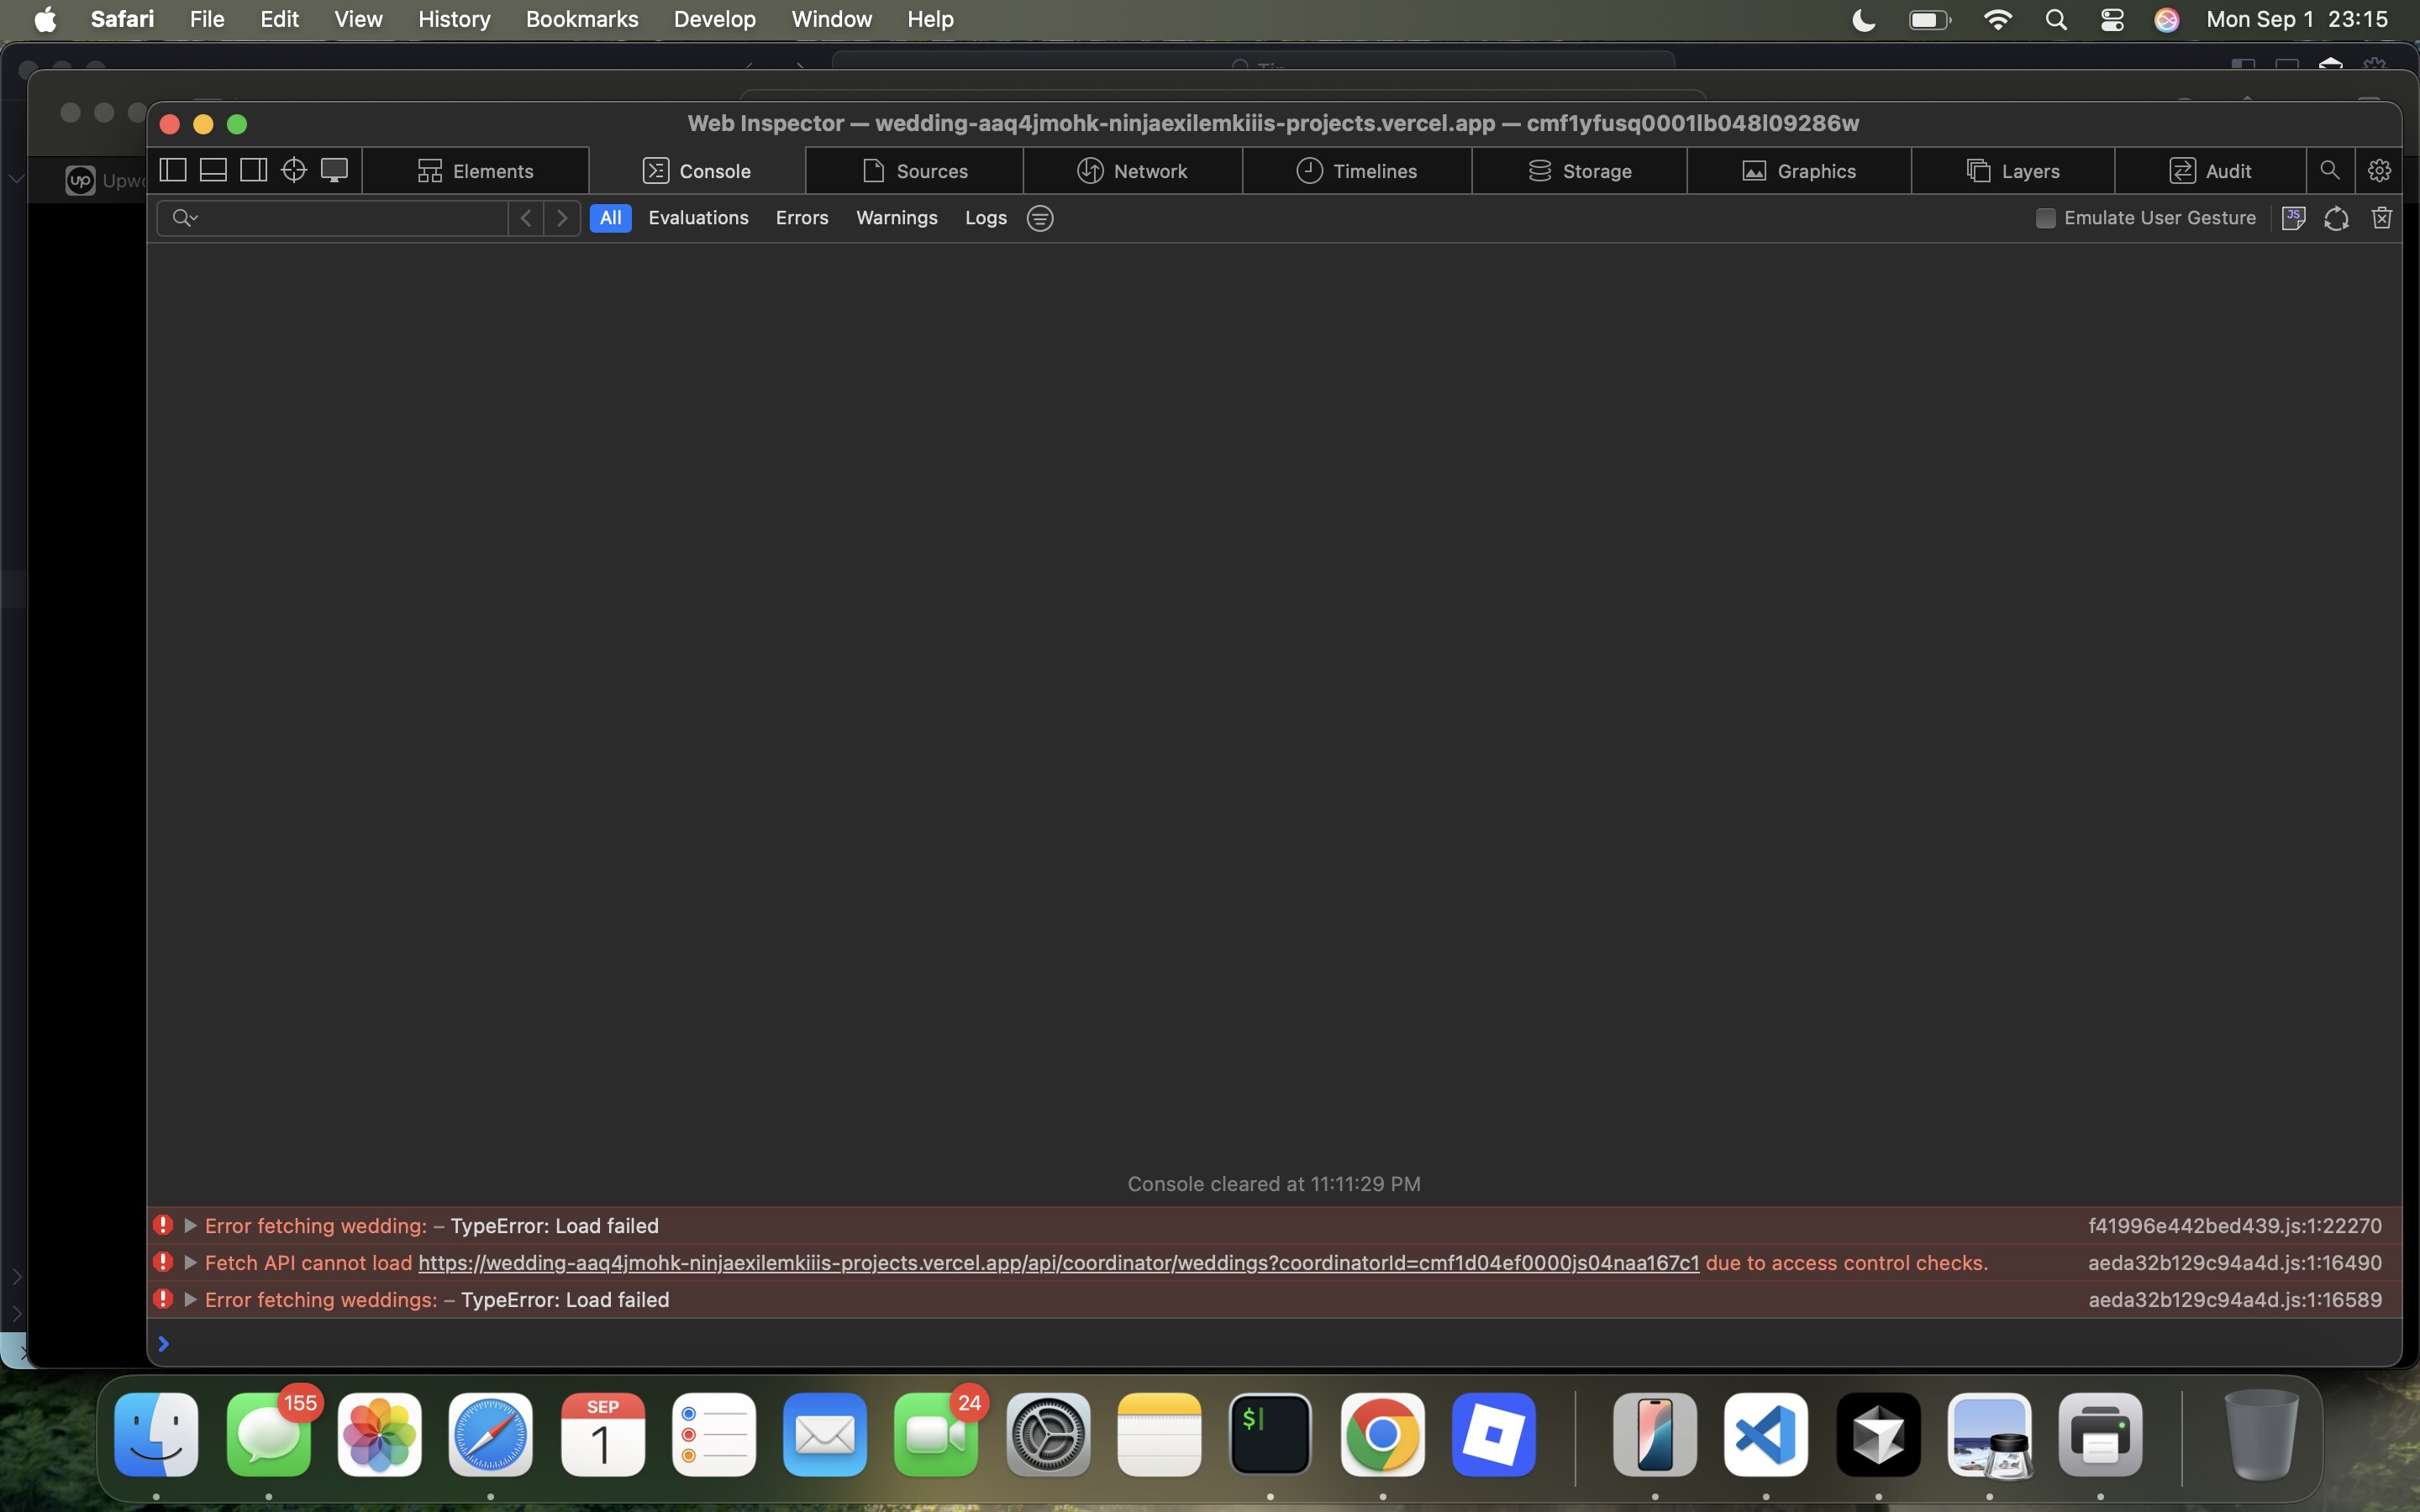 Safari File Edit View History Bookmarks Develop Window Help Mon Sep 1 23:15
Web Inspector — wedding-aaq4jmohk-ninjaexilemkiiis-projects.vercel.app — cmf1yfusq0001lb048l09286w
up Upwo
Elements Console Sources Network Timelines Storage Graphics Layers Audit
All Evaluations Errors Warnings Logs Emulate User Gesture JS
Console cleared at 11:11:29 PM
Error fetching wedding: – TypeError: Load failed f41996e442bed439.js:1:22270
Fetch API cannot load https://wedding-aaq4jmohk-ninjaexilemkiiis-projects.vercel.app/api/coordinator/weddings?coordinatorId=cmf1d04ef0000js04naa167c1 due to access control checks. aeda32b129c94a4d.js:1:16490
Error fetching weddings: – TypeError: Load failed aeda32b129c94a4d.js:1:16589
155
SEP
1
24
$